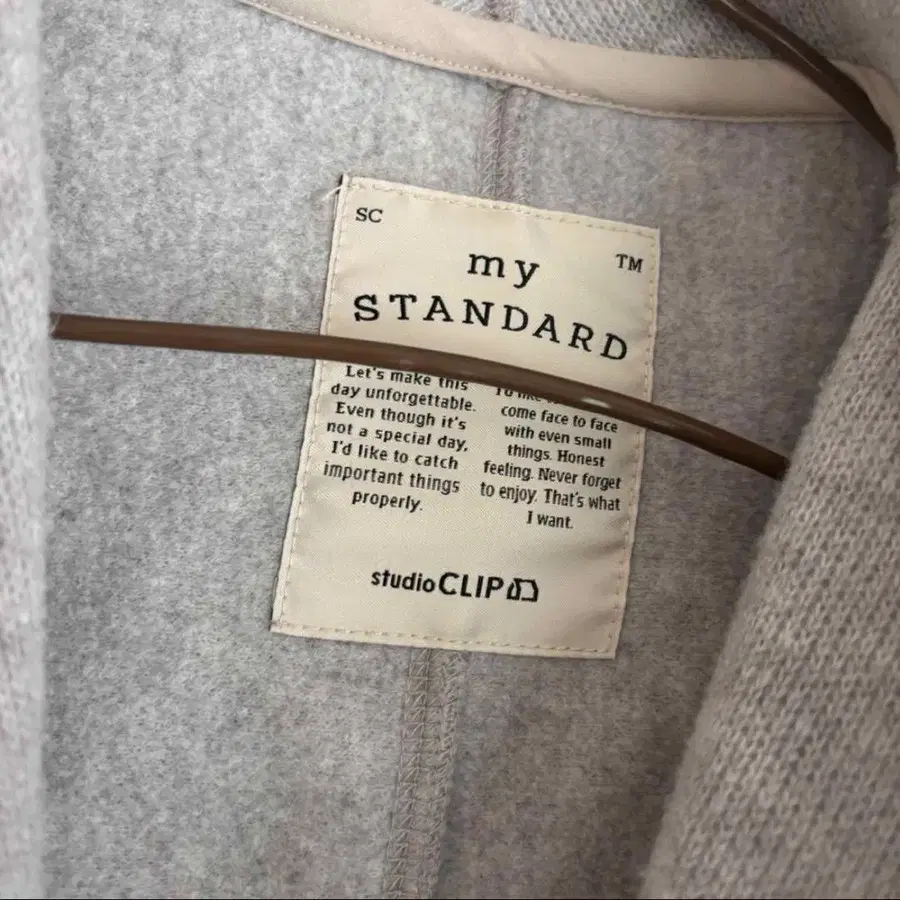 SC
TM
my
STANDARD
Let's make this
day unforgettable.
Even though it's
not a special day,
I'd like to catch
important things
properly.
come face to face
with even small
things. Honest
feeling. Never forget
to enjoy. That's what
I want.
studio CLIP